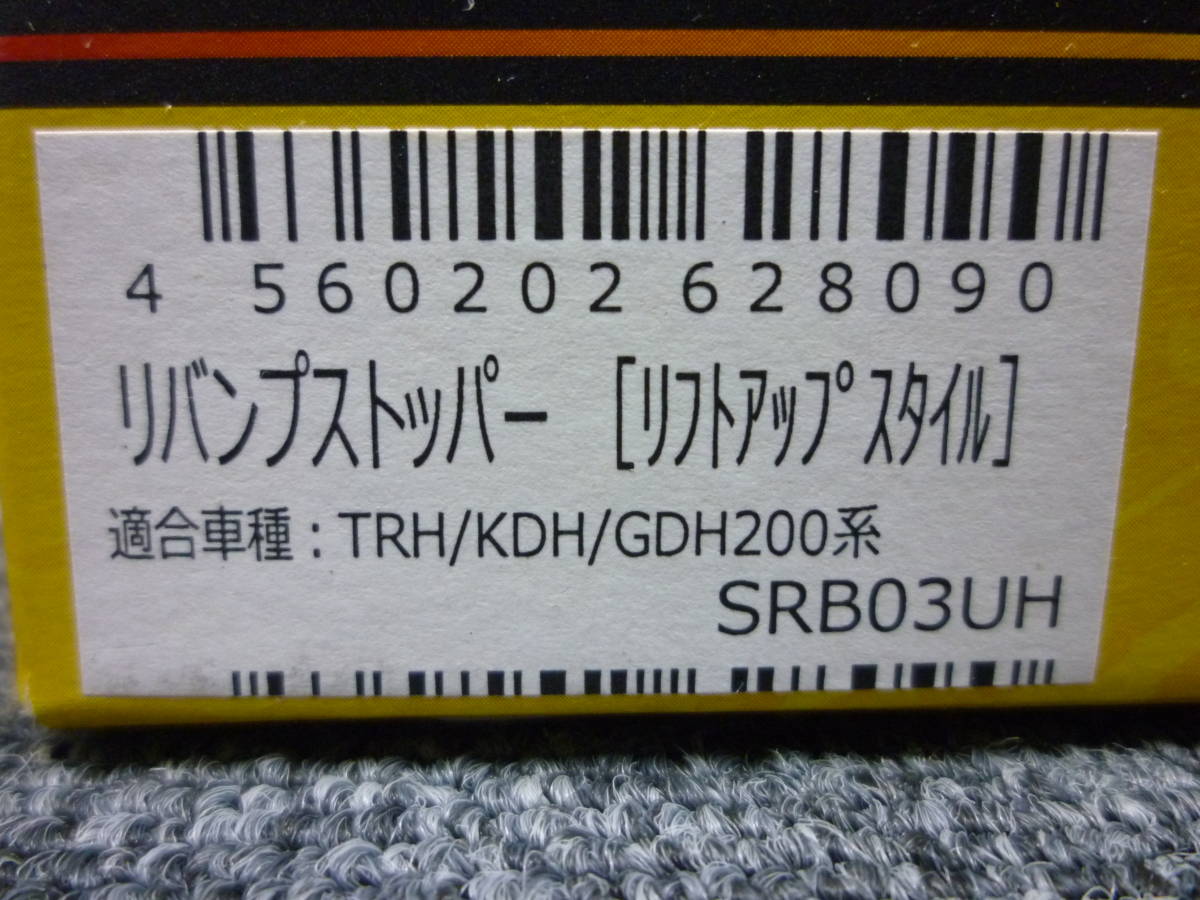 4 560202 628090
リバンプストッパー ［リフトアップスタイル］
適合車種：TRH/KDH/GDH200系
SRB03UH